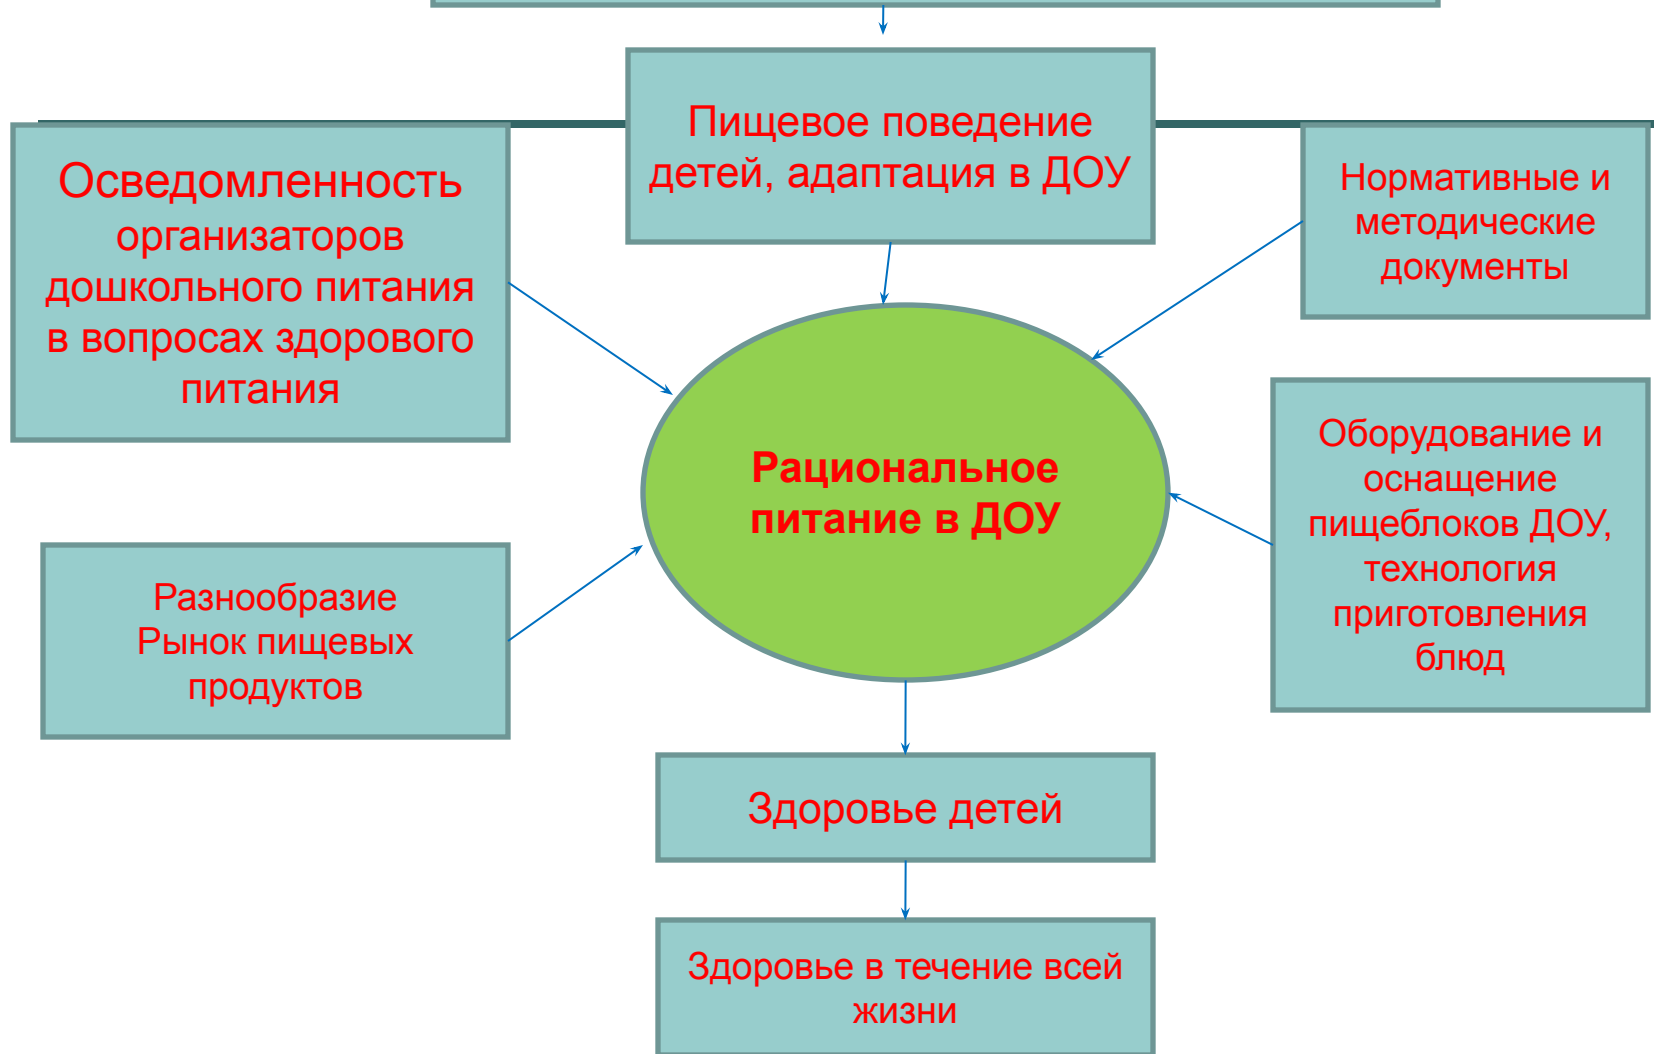 Пищевое поведение
детей, адаптация в ДОУ
Осведомленность
организаторов
дошкольного питания
в вопросах здорового
питания
Нормативные и
методические
документы
Рациональное
питание в ДОУ
Оборудование и
оснащение
пищеблоков ДОУ,
технология
приготовления
блюд
Разнообразие
Рынок пищевых
продуктов
Здоровье детей
Здоровье в течение всей
жизни